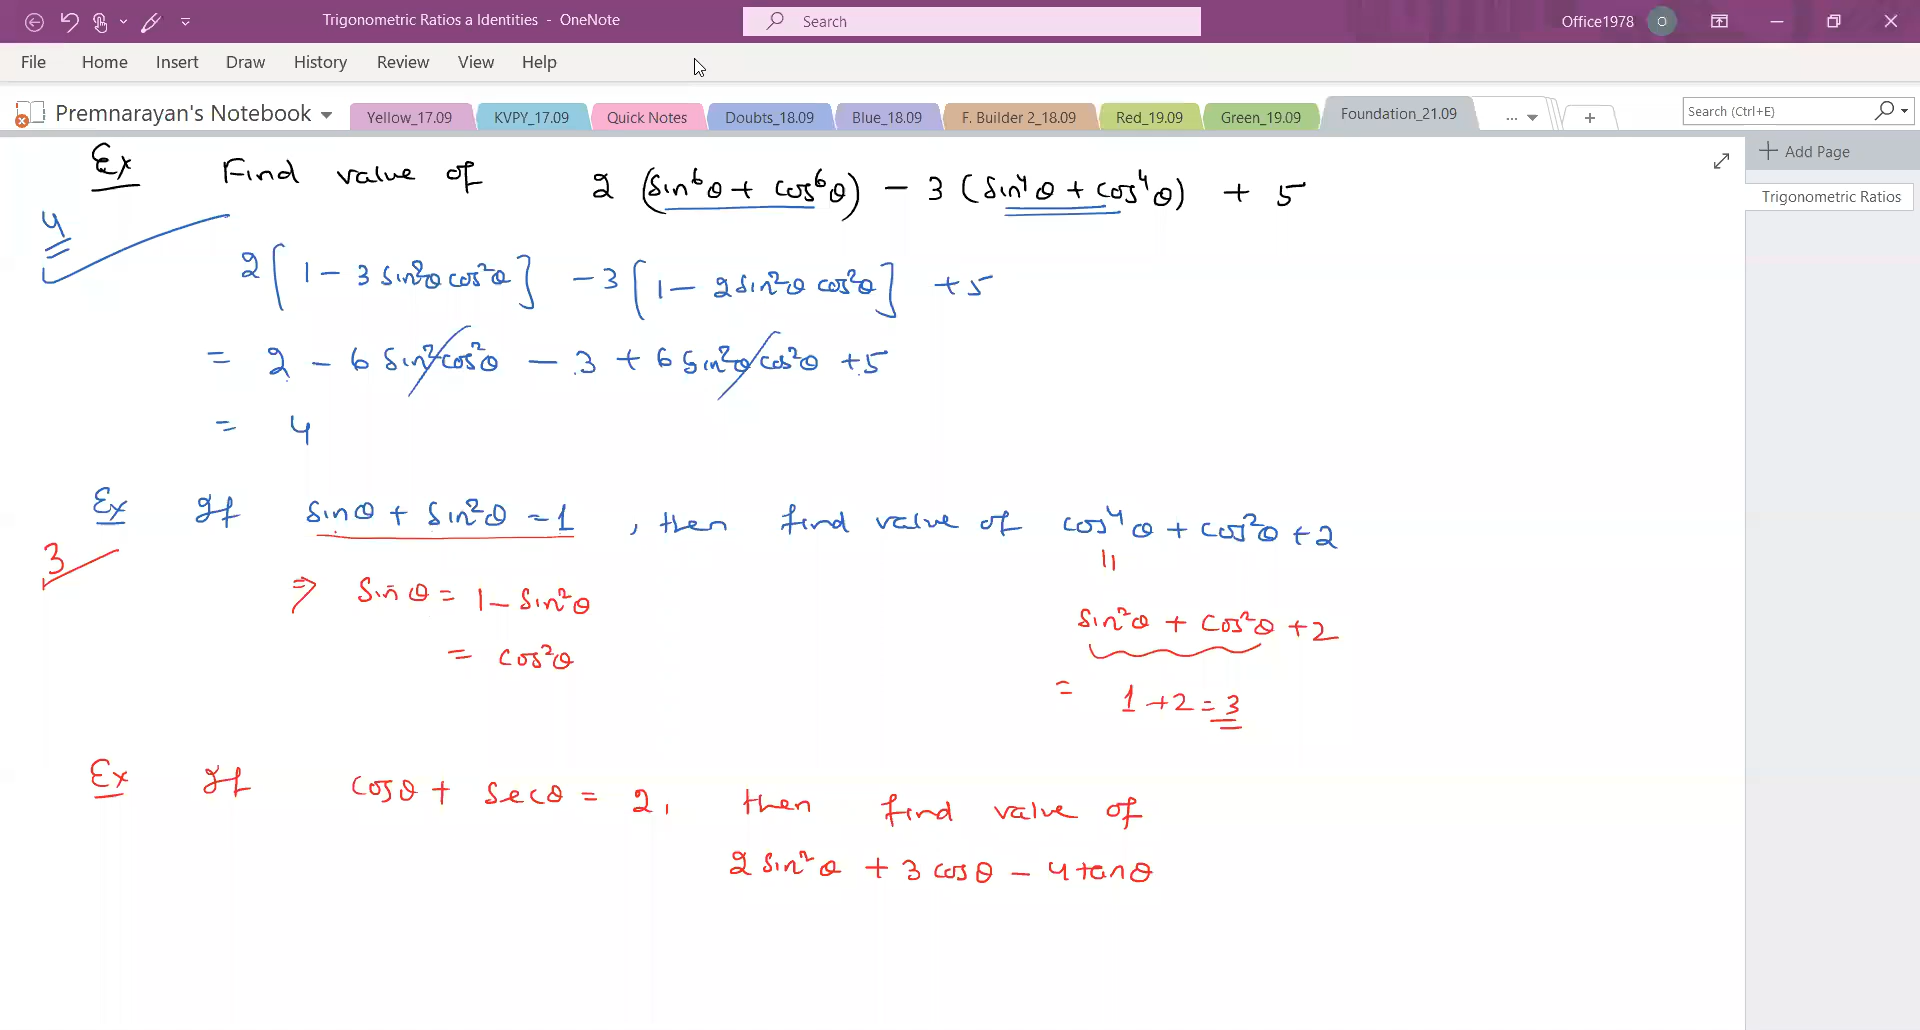 Trigonometric Ratios a Identities - OneNote
Search
Office1978
O
File Home Insert Draw History Review View Help
Premnarayan's Notebook
Yellow_17.09 KVPY_17.09 Quick Notes Doubts_18.09 Blue_18.09 F. Builder 2_18.09 Red_19.09 Green_19.09 Foundation_21.09 ...
Search (Ctrl+E)
Add Page
Trigonometric Ratios
Ex Find value of 2 (sin⁶θ + cos⁶θ) - 3 (sin⁴θ + cos⁴θ) + 5
4
2[1 - 3 sin²θ cos²θ] - 3[1 - 2 sin²θ cos²θ] + 5
= 2 - 6 sin² cos²θ - 3 + 6 sin²θ cos²θ + 5
= 4
Ex If sinθ + sin²θ = 1, then find value of cos⁴θ + cos²θ + 2
3
⇒ sinθ = 1 - sin²θ
= cos²θ
sin²θ + cos²θ + 2
= 1 + 2 = 3
Ex If cosθ + secθ = 2, then find value of
2 sin²θ + 3 cosθ - 4 tanθ